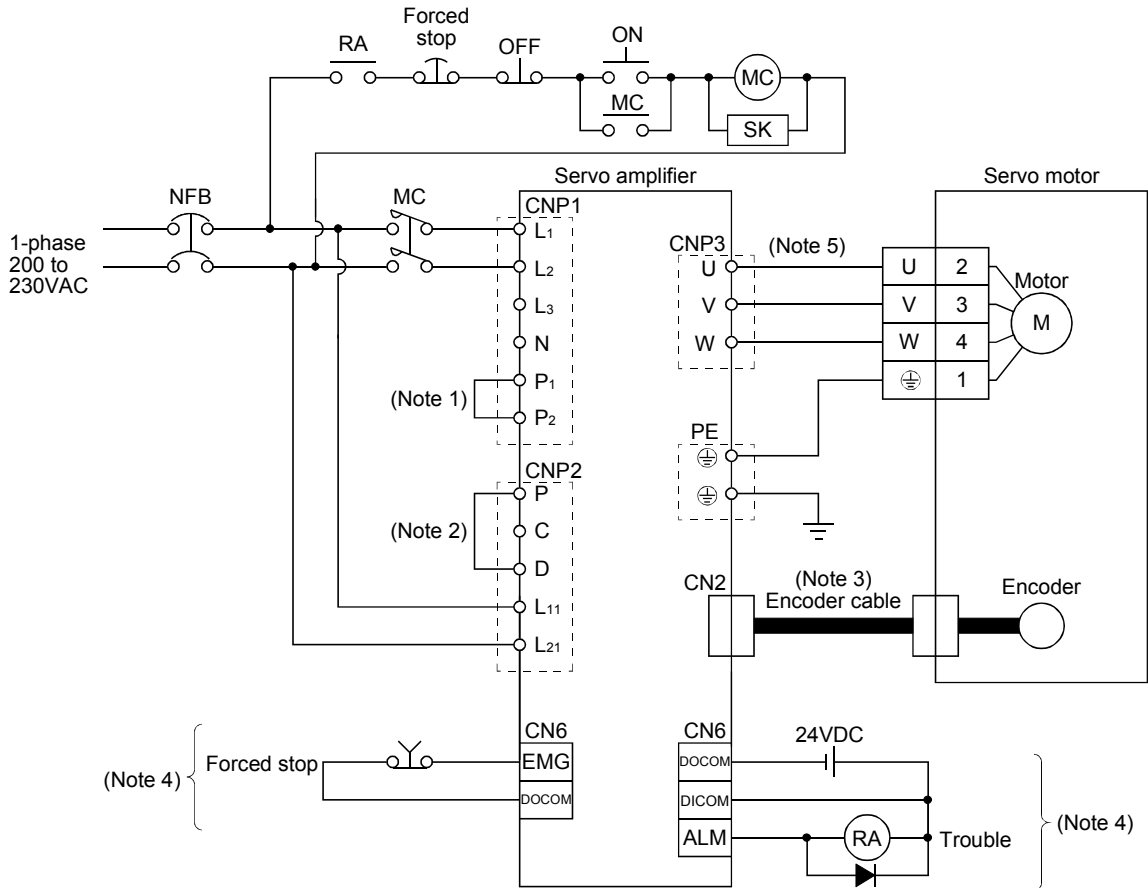 Forced
stop
RA
OFF
ON
MC
MC
SK
Servo amplifier
Servo motor
NFB
MC
CNP1
1-phase
200 to
230VAC
L1
L2
L3
N
P1
P2
(Note 1)
CNP3
(Note 5)
U
V
W
U 2
V 3
W 4
1
Motor
M
PE
CNP2
P
C
D
L11
L21
(Note 2)
CN2
(Note 3)
Encoder cable
Encoder
(Note 4)
Forced stop
CN6
EMG
DOCOM
CN6
DOCOM
DICOM
ALM
24VDC
RA
Trouble
(Note 4)